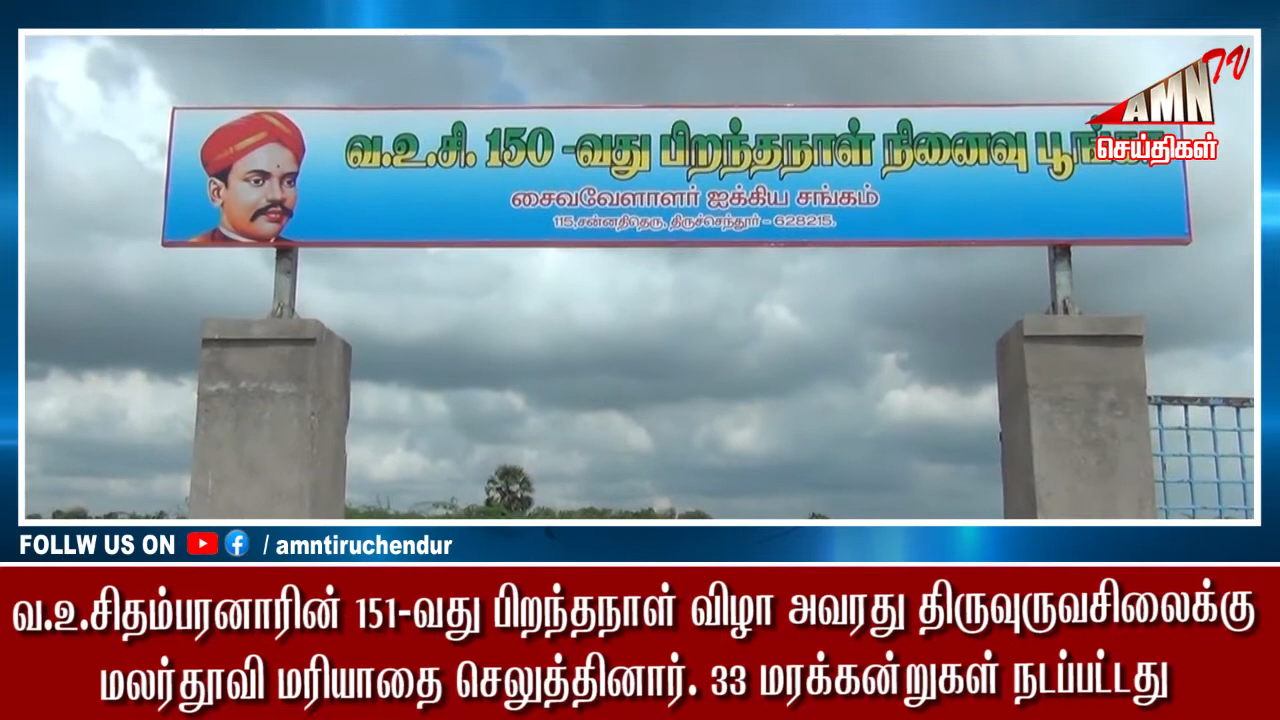 AMN TV
செய்திகள்
வ.உ.சி. 150 -வது பிறந்தநாள் நினைவு
சைவவேளாளர் ஐக்கிய சங்கம்
115,சன்னதிதெரு, திருச்செந்தூர் - 628215.
FOLLW US ON / amntiruchendur
வ.உ.சிதம்பரனாரின் 151-வது பிறந்தநாள் விழா அவரது திருவுருவசிலைக்கு
மலர்தூவி மரியாதை செலுத்தினார். 33 மரக்கன்றுகள் நடப்பட்டது